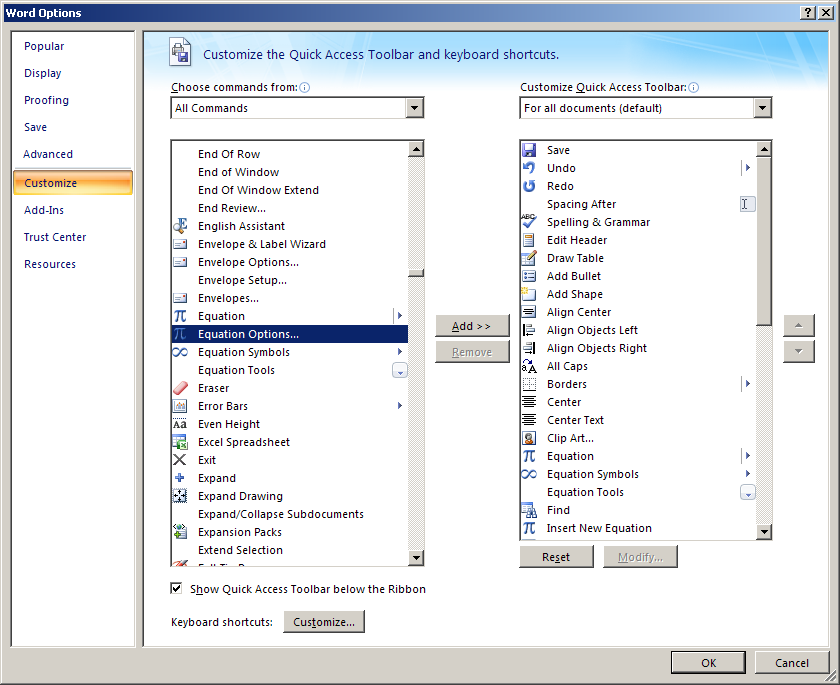 Word Options
Popular
Display
Proofing
Save
Advanced
Customize
Add-Ins
Trust Center
Resources
Customize the Quick Access Toolbar and keyboard shortcuts.
Choose commands from:
All Commands
End Of Row
End of Window
End Of Window Extend
End Review...
English Assistant
Envelope & Label Wizard
Envelope Options...
Envelope Setup...
Envelopes...
Equation
Equation Options...
Equation Symbols
Equation Tools
Eraser
Error Bars
Even Height
Excel Spreadsheet
Exit
Expand
Expand Drawing
Expand/Collapse Subdocuments
Expansion Packs
Extend Selection
Add >>
Remove
Customize Quick Access Toolbar:
For all documents (default)
Save
Undo
Redo
Spacing After
Spelling & Grammar
Edit Header
Draw Table
Add Bullet
Add Shape
Align Center
Align Objects Left
Align Objects Right
All Caps
Borders
Center
Center Text
Clip Art...
Equation
Equation Symbols
Equation Tools
Find
Insert New Equation
Reset
Modify...
Show Quick Access Toolbar below the Ribbon
Keyboard shortcuts:
Customize...
OK
Cancel